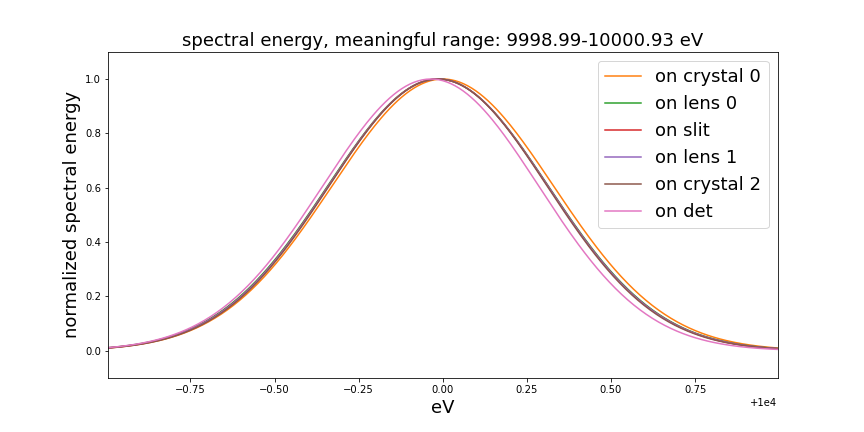 spectral energy, meaningful range: 9998.99-10000.93 eV
normalized spectral energy
1.0
0.8
0.6
0.4
0.2
0.0
on crystal 0
on lens 0
on slit
on lens 1
on crystal 2
on det
−0.75
−0.50
−0.25
0.00
0.25
0.50
0.75
eV
+1e4